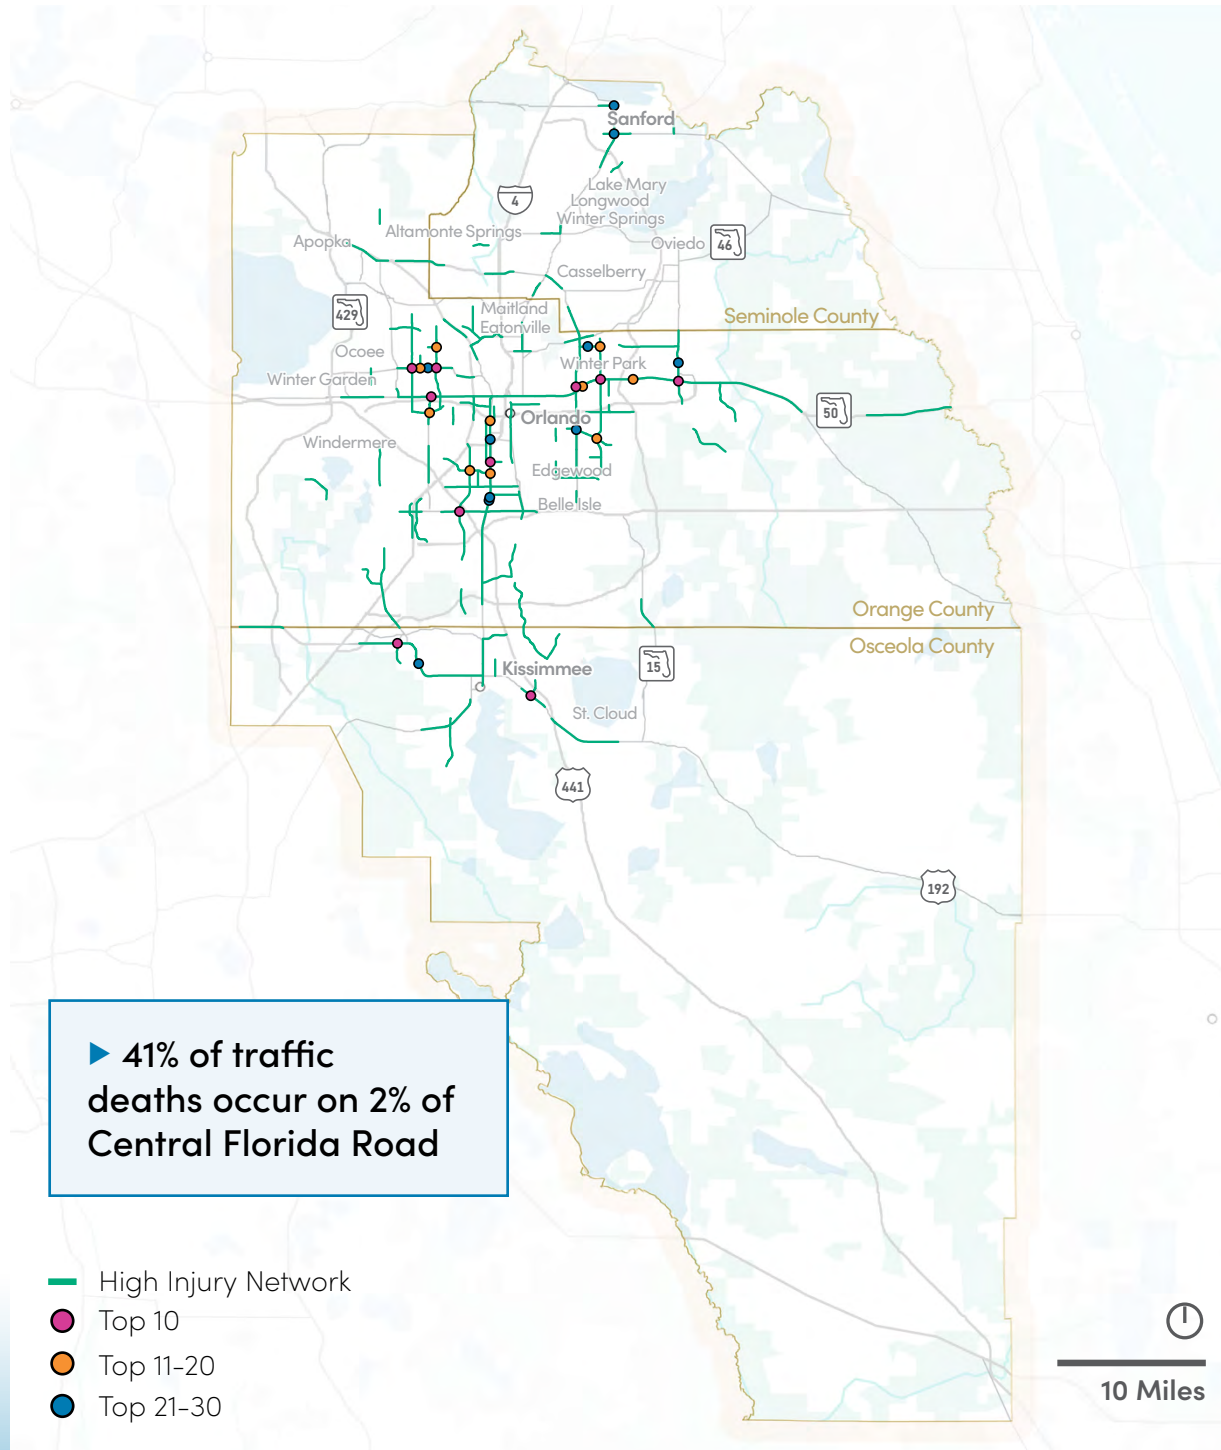 Sanford
Lake Mary
4
Longwood
Winter Springs
Apopka
Altamonte Springs
Oviedo
46
Casselberry
429
Maitland
Eatonville
Seminole County
Ocoee
Winter Park
Winter Garden
50
Orlando
Windermere
Edgewood
Belle Isle
Orange County
Osceola County
Kissimmee
15
St. Cloud
441
192
▶ 41% of traffic
deaths occur on 2% of
Central Florida Road
High Injury Network
Top 10
Top 11-20
Top 21-30
10 Miles